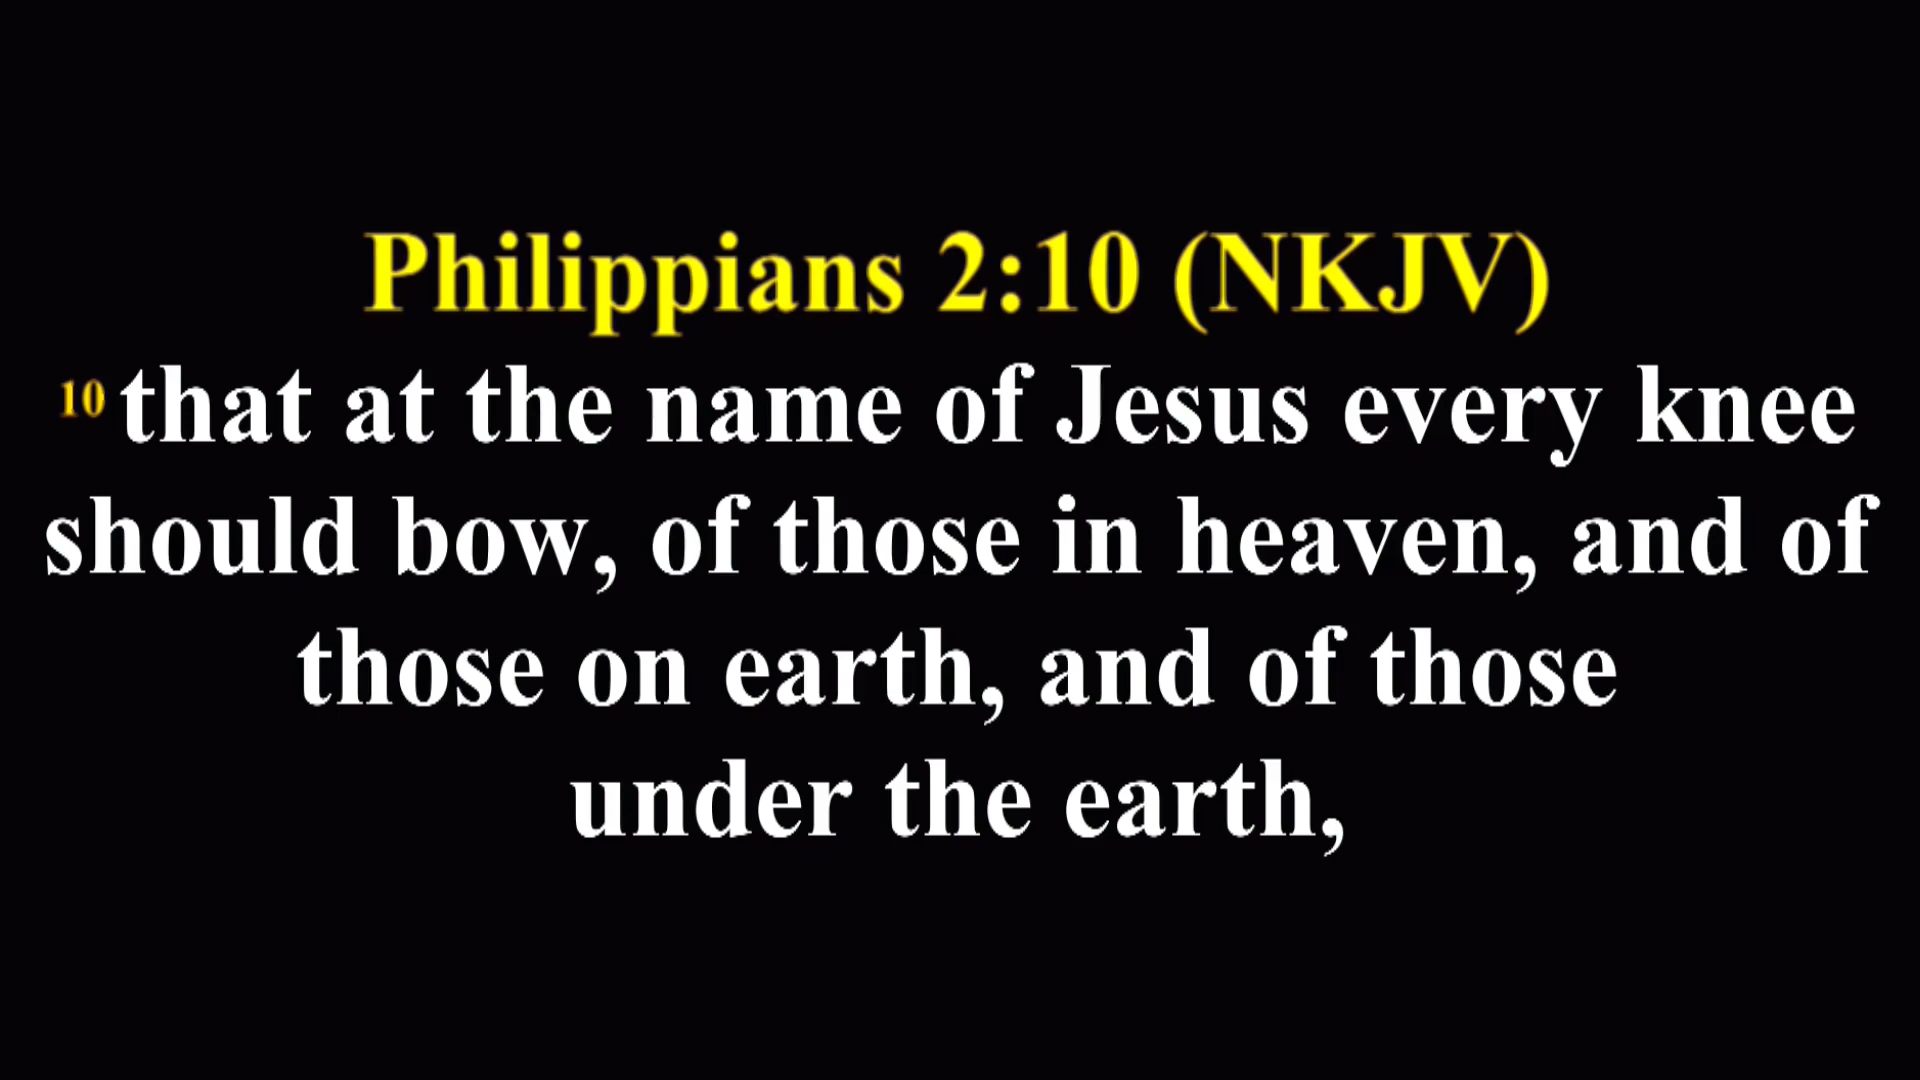 Philippians 2:10 (NKJV)
10 that at the name of Jesus every knee
should bow, of those in heaven, and of
those on earth, and of those
under the earth,